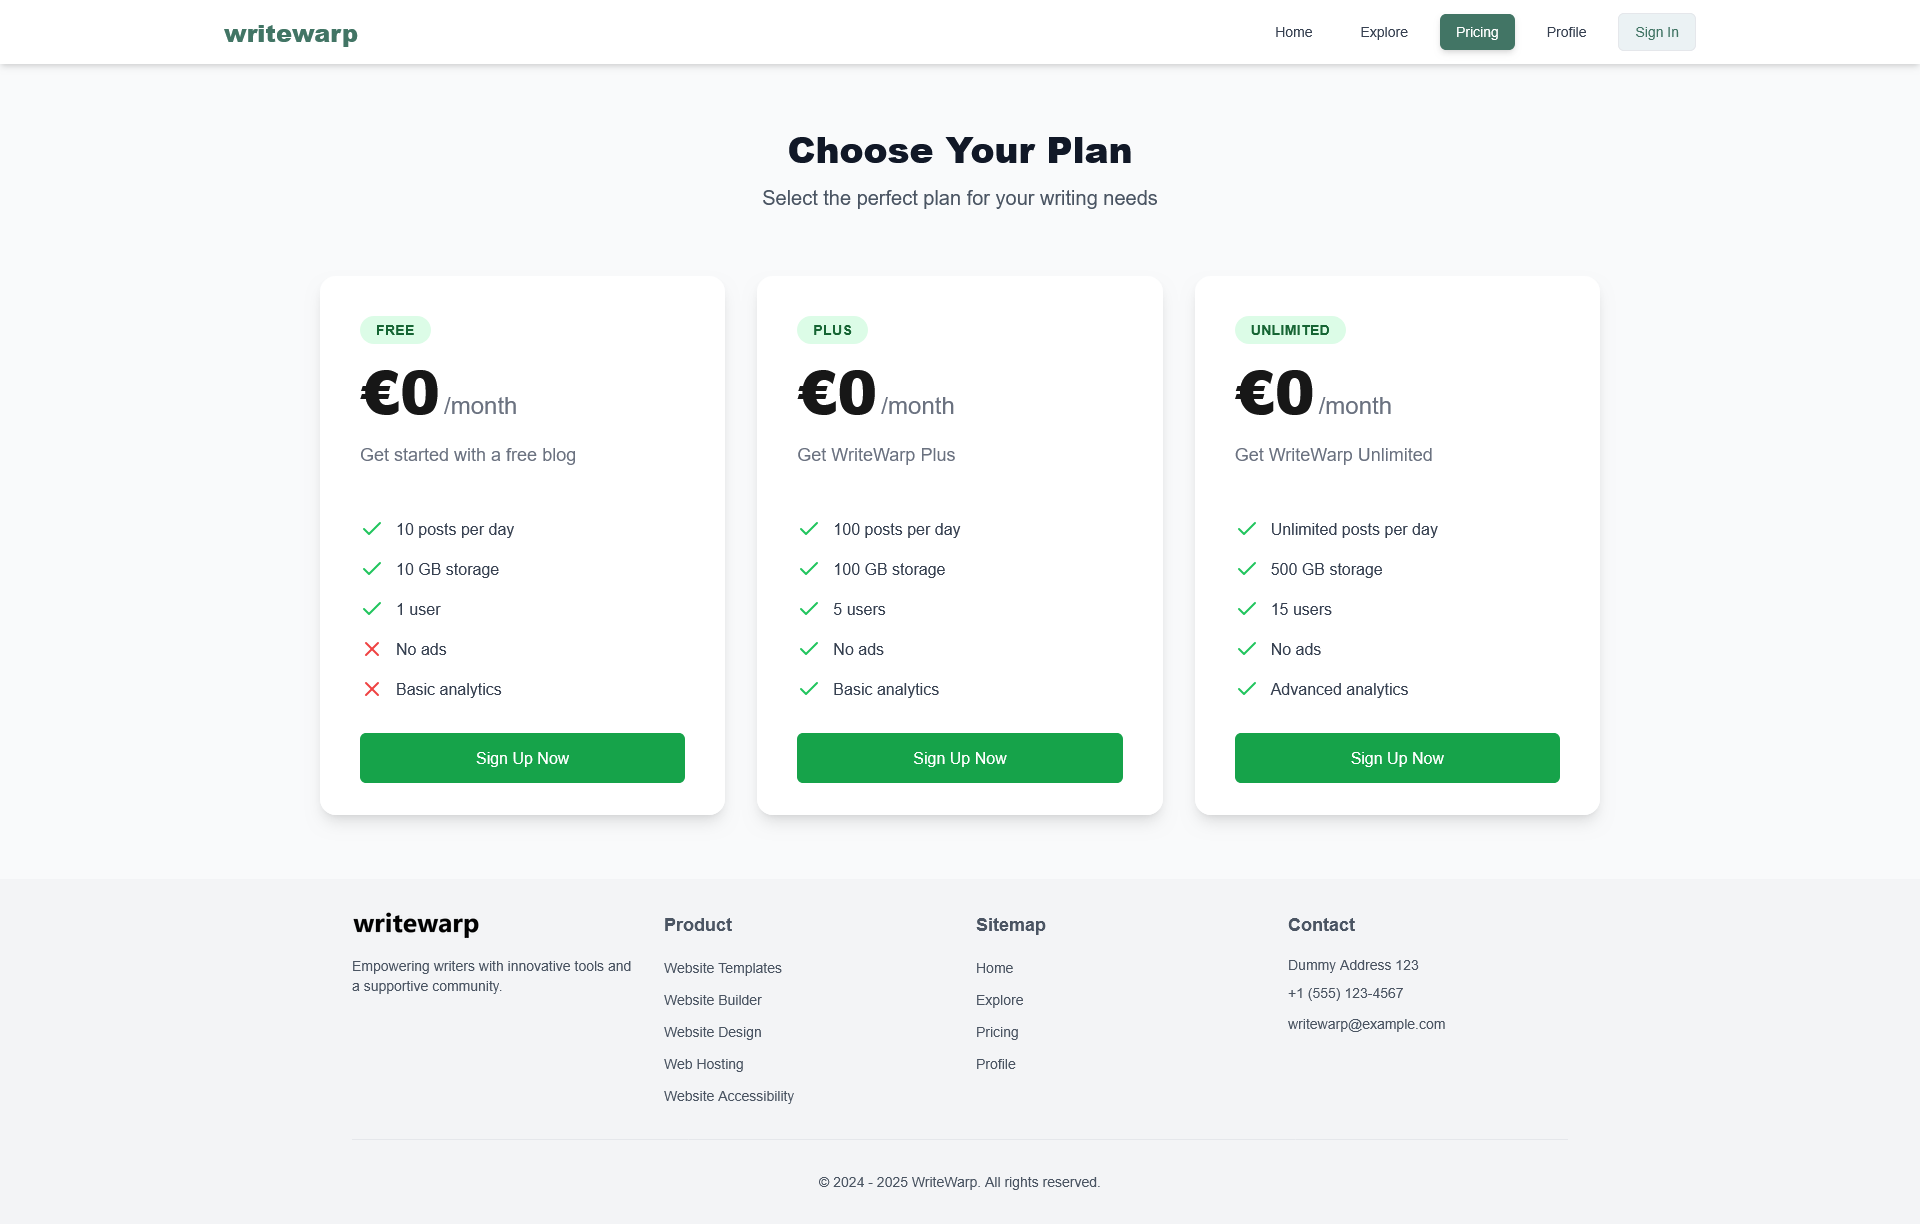 writewarp
Home
Explore
Pricing
Profile
Sign In
Choose Your Plan
Select the perfect plan for your writing needs
FREE
€0 /month
Get started with a free blog
10 posts per day
10 GB storage
1 user
No ads
Basic analytics
Sign Up Now
PLUS
€0 /month
Get WriteWarp Plus
100 posts per day
100 GB storage
5 users
No ads
Basic analytics
Sign Up Now
UNLIMITED
€0 /month
Get WriteWarp Unlimited
Unlimited posts per day
500 GB storage
15 users
No ads
Advanced analytics
Sign Up Now
writewarp
Empowering writers with innovative tools and
a supportive community.
Product
Website Templates
Website Builder
Website Design
Web Hosting
Website Accessibility
Sitemap
Home
Explore
Pricing
Profile
Contact
Dummy Address 123
+1 (555) 123-4567
writewarp@example.com
© 2024 - 2025 WriteWarp. All rights reserved.